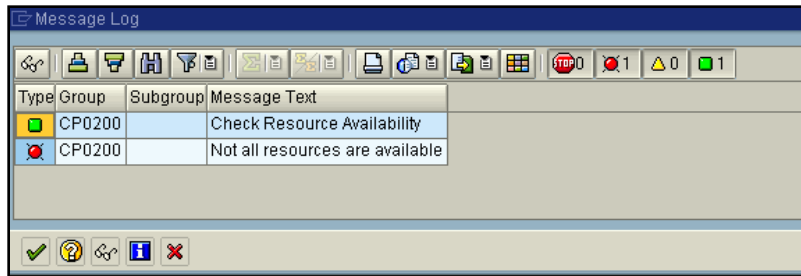 Message Log
STOP 0 1 0 1
Type Group Subgroup Message Text
CP0200 Check Resource Availability
CP0200 Not all resources are available